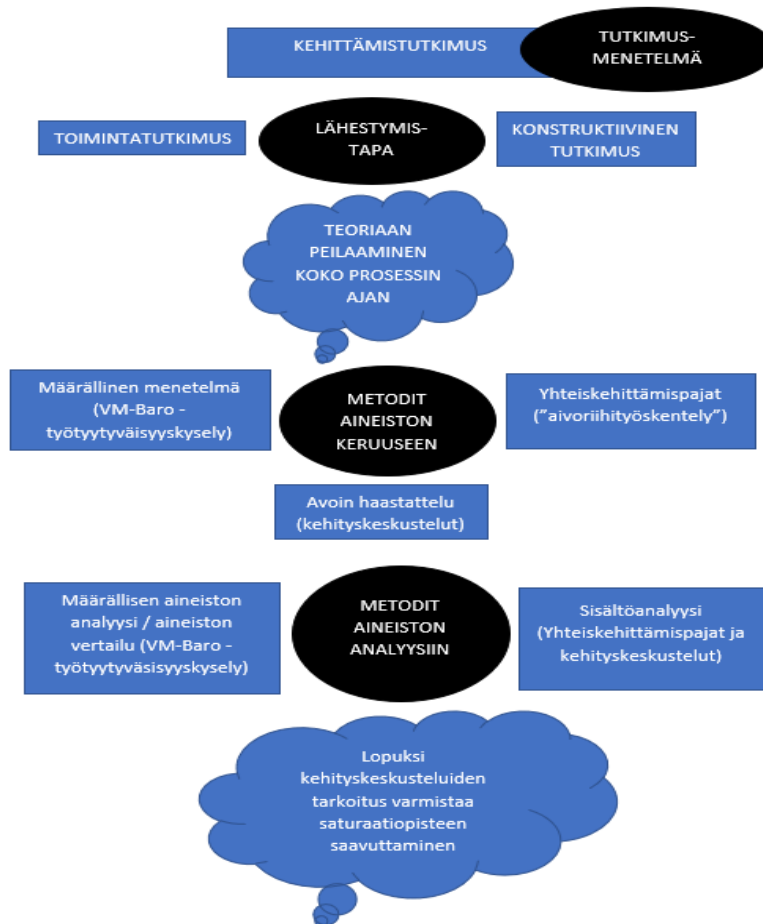 KEHITTÄMISTUTKIMUS
TUTKIMUS-
MENETELMÄ
TOIMINTATUTKIMUS
LÄHESTYMIS-
TAPA
KONSTRUKTIIVINEN
TUTKIMUS
TEORIAAN
PEILAAMINEN
KOKO PROSESSIN
AJAN
Määrällinen menetelmä
(VM-Baro -
työtyytyväisyyskysely)
METODIT
AINEISTON
KERUUSEEN
Yhteiskehittämispajat
(”aivoriihityöskentely”)
Avoin haastattelu
(kehityskeskustelut)
Määrällisen aineiston
analyysi / aineiston
vertailu (VM-Baro -
työtyytyväsisyyskysely)
METODIT
AINEISTON
ANALYYSIIN
Sisältöanalyysi
(Yhteiskehittämispajat ja
kehityskeskustelut)
Lopuksi
kehityskeskusteluiden
tarkoitus varmistaa
saturaatiopisteen
saavuttaminen